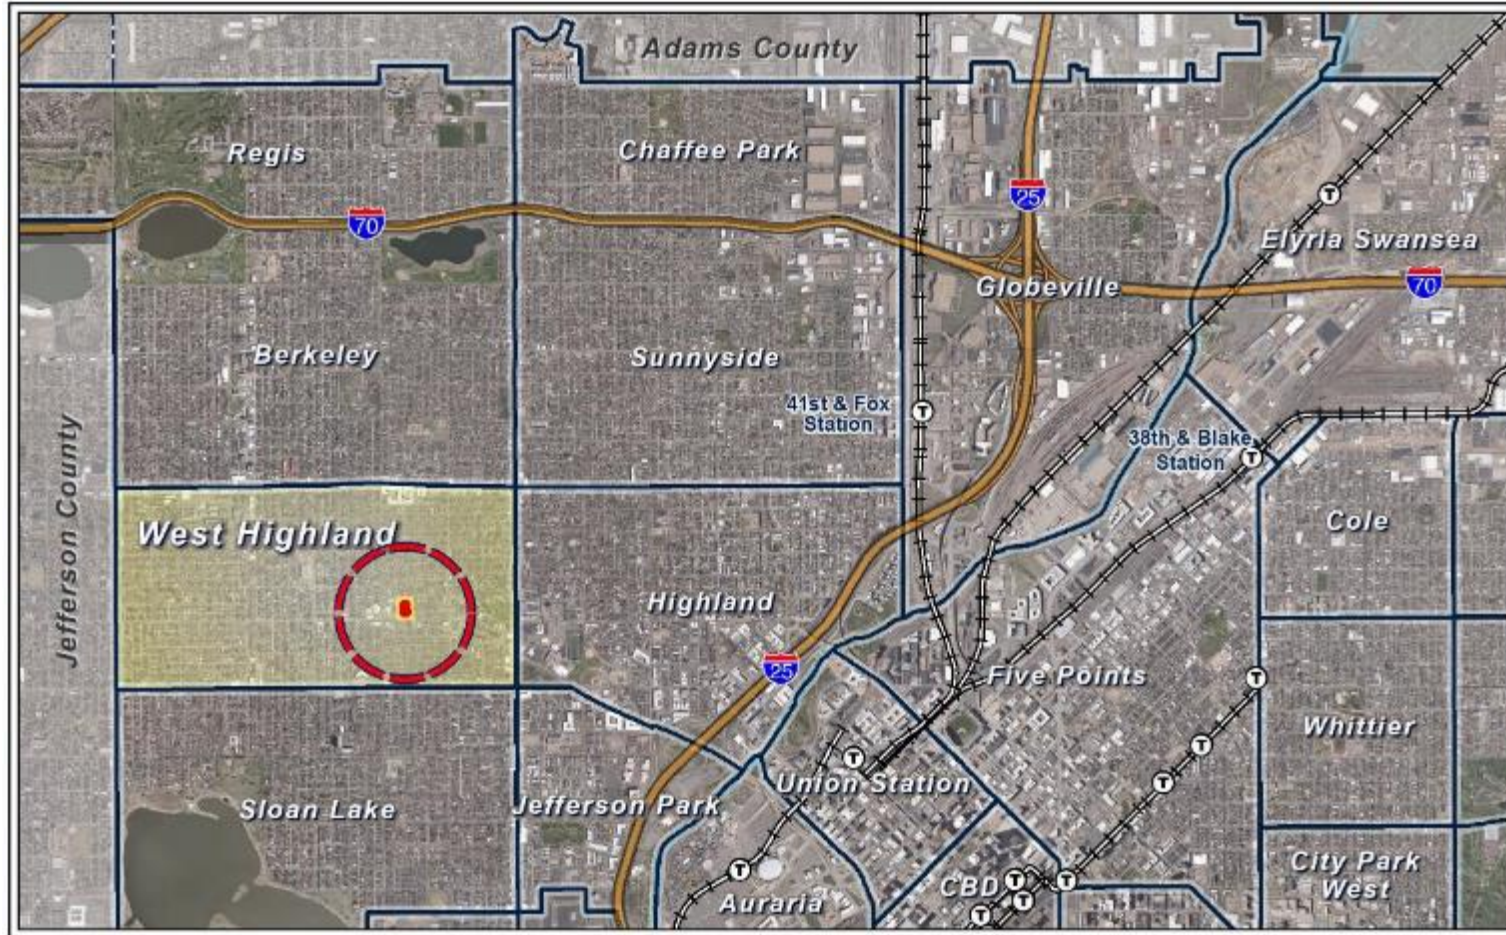 Adams County
Regis
Chaffee Park
70
25
Elyria Swansea
Globeville
70
Berkeley
Sunnyside
41st & Fox
Station
T
T
38th & Blake
Station
T
Jefferson County
West Highland
Cole
Highland
25
Five Points
T
Whittier
T
T
Union Station
T
Sloan Lake
Jefferson Park
City Park
West
CBD
T
T
T
T
T
Auraria